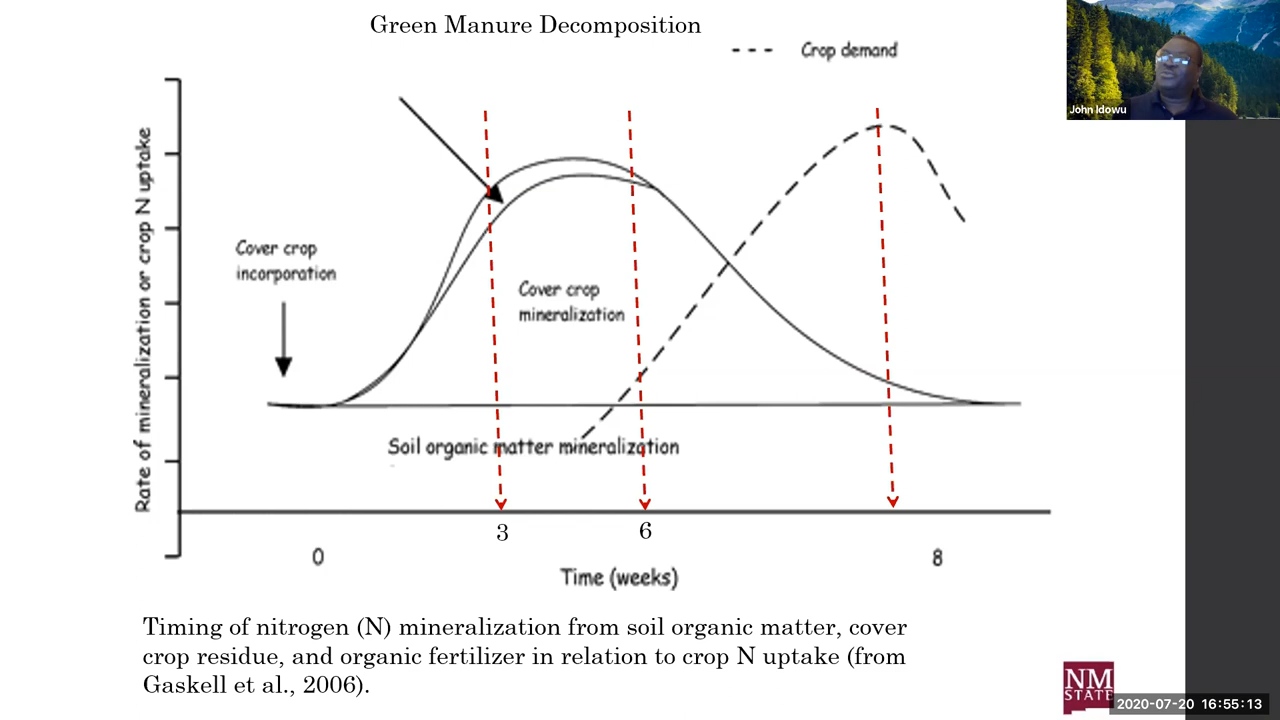 Green Manure Decomposition
Crop demand
John Idowu
Rate of mineralization or crop N uptake
Cover crop
incorporation
Cover crop
mineralization
Soil organic matter mineralization
3
6
0
8
Time (weeks)
Timing of nitrogen (N) mineralization from soil organic matter, cover
crop residue, and organic fertilizer in relation to crop N uptake (from
Gaskell et al., 2006).
NM
STATE
2020-07-20 16:55:13